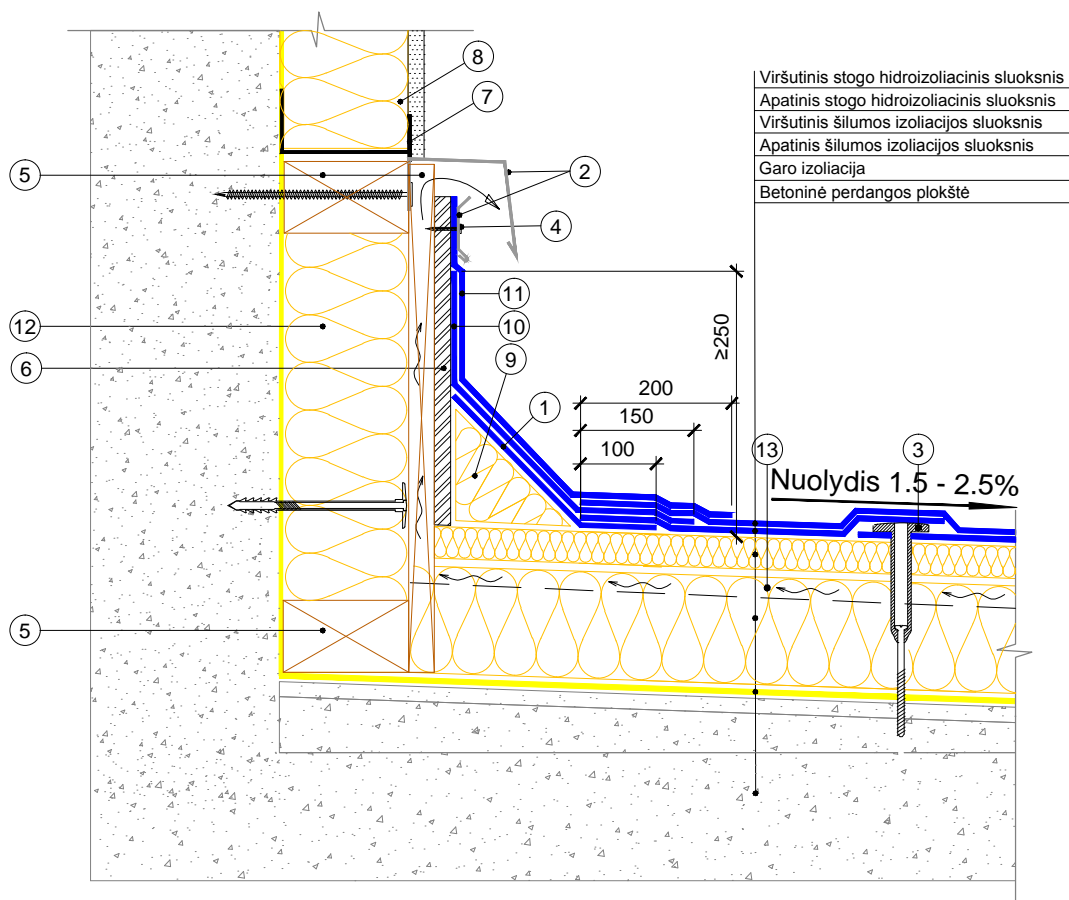 8
7
Viršutinis stogo hidroizoliacinis sluoksnis
Apatinis stogo hidroizoliacinis sluoksnis
Viršutinis šilumos izoliacijos sluoksnis
Apatinis šilumos izoliacijos sluoksnis
Garo izoliacija
Betoninė perdangos plokštė
5
2
4
11
12
10
6
9
≥250
200
1
150
100
13
3
Nuolydis 1.5 - 2.5%
5